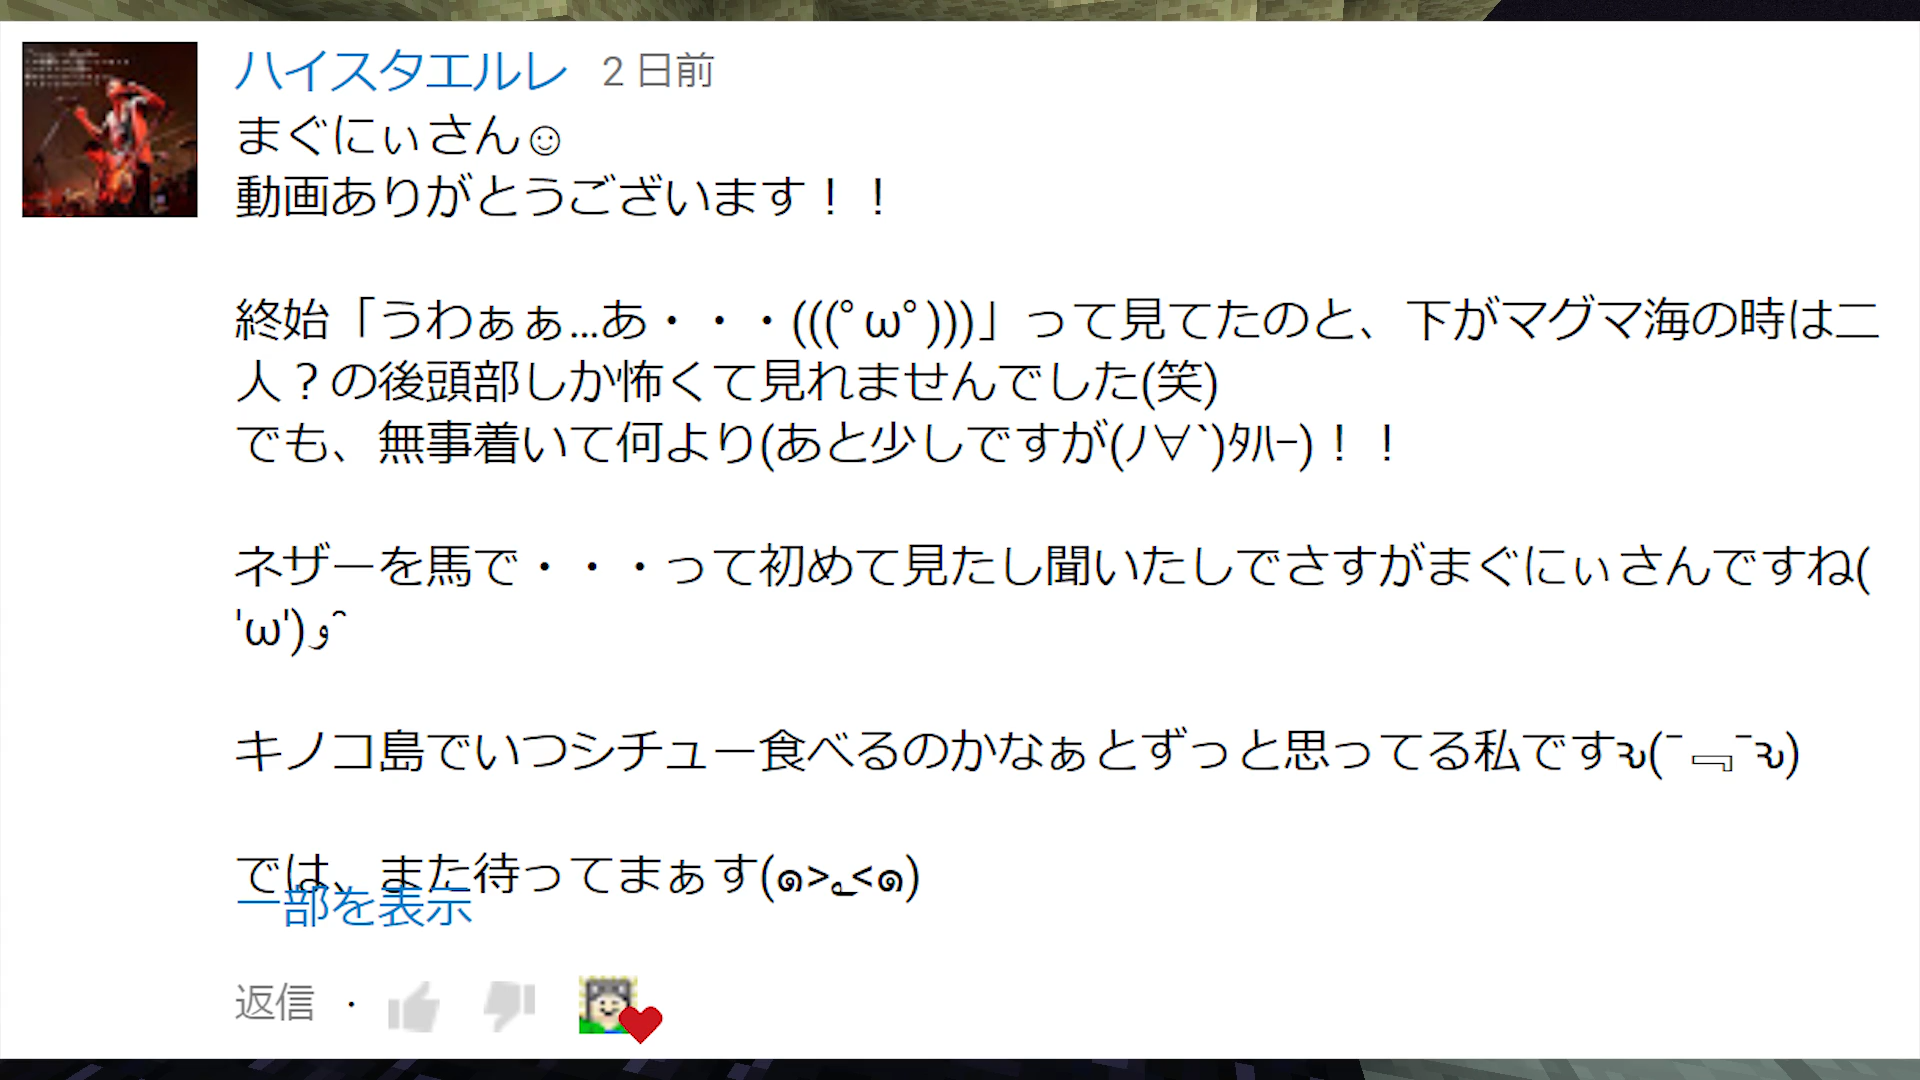 ハイスタエルレ 2 日前
まぐにぃさん☺
動画ありがとうございます！！
終始「うわぁぁ...あ・・・(((ﾟωﾟ)))」って見てたのと、下がマグマ海の時は二
人？の後頭部しか怖くて見れませんでした(笑)
でも、無事着いて何より(あと少しですが(ノ∀`)ﾀﾊｰ)！！
ネザーを馬で・・・って初めて見たし聞いたしでさすがまぐにぃさんですね(
'ω')و ̑̑
キノコ島でいつシチュー食べるのかなぁとずっと思ってる私ですԅ(¯﹃¯ԅ)
では、また待ってまぁす(๑>؂<๑)
一部を表示
返信 ・